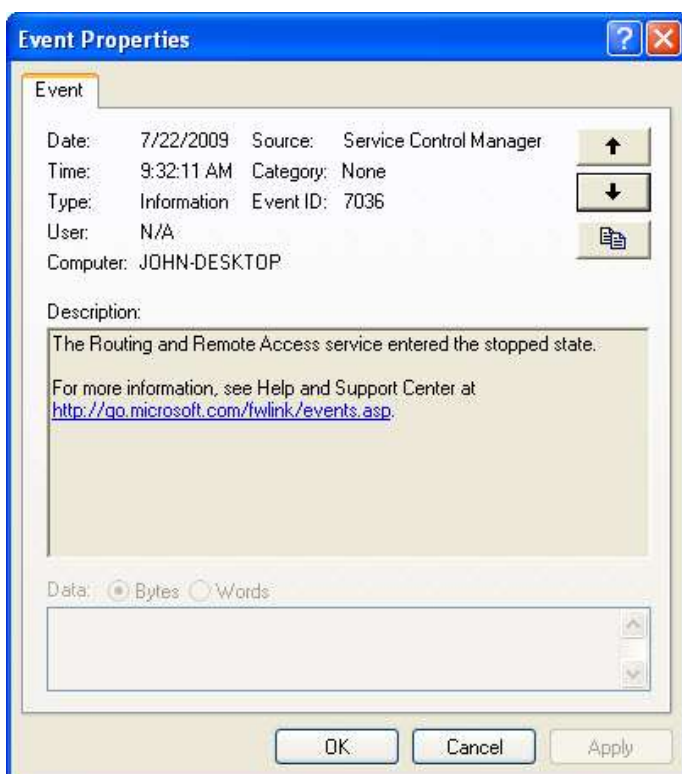 Event Properties
Event
Date: 7/22/2009 Source: Service Control Manager
Time: 9:32:11 AM Category: None
Type: Information Event ID: 7036
User: N/A
Computer: JOHN-DESKTOP
Description:
The Routing and Remote Access service entered the stopped state.
For more information, see Help and Support Center at
http://go.microsoft.com/fwlink/events.asp.
Data: Bytes Words
OK Cancel Apply